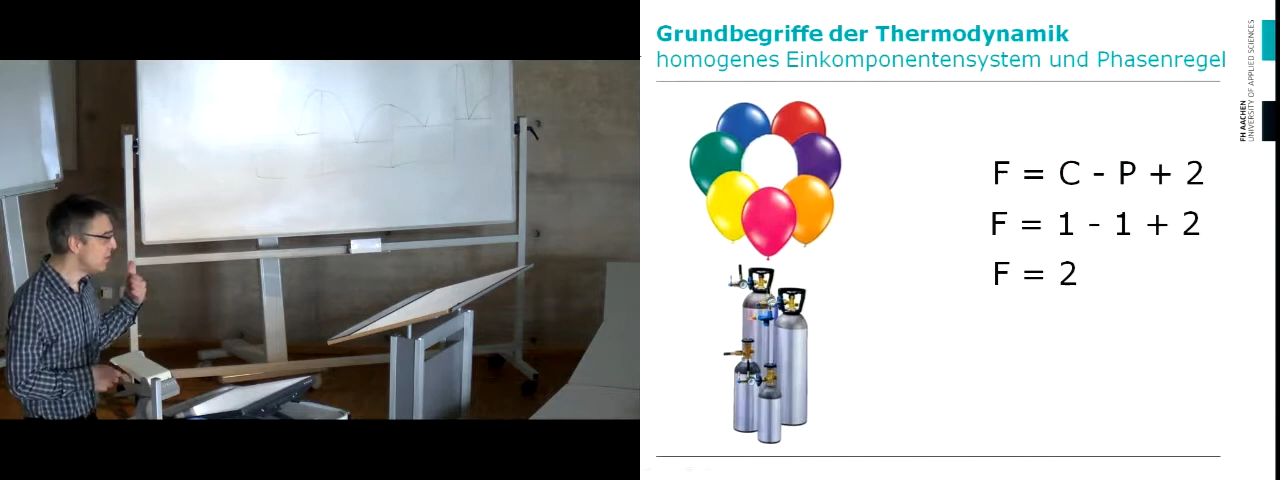 Grundbegriffe der Thermodynamik
homogenes Einkomponentensystem und Phasenregel
F = C - P + 2
F = 1 - 1 + 2
F = 2
FH AACHEN
UNIVERSITY OF APPLIED SCIENCES